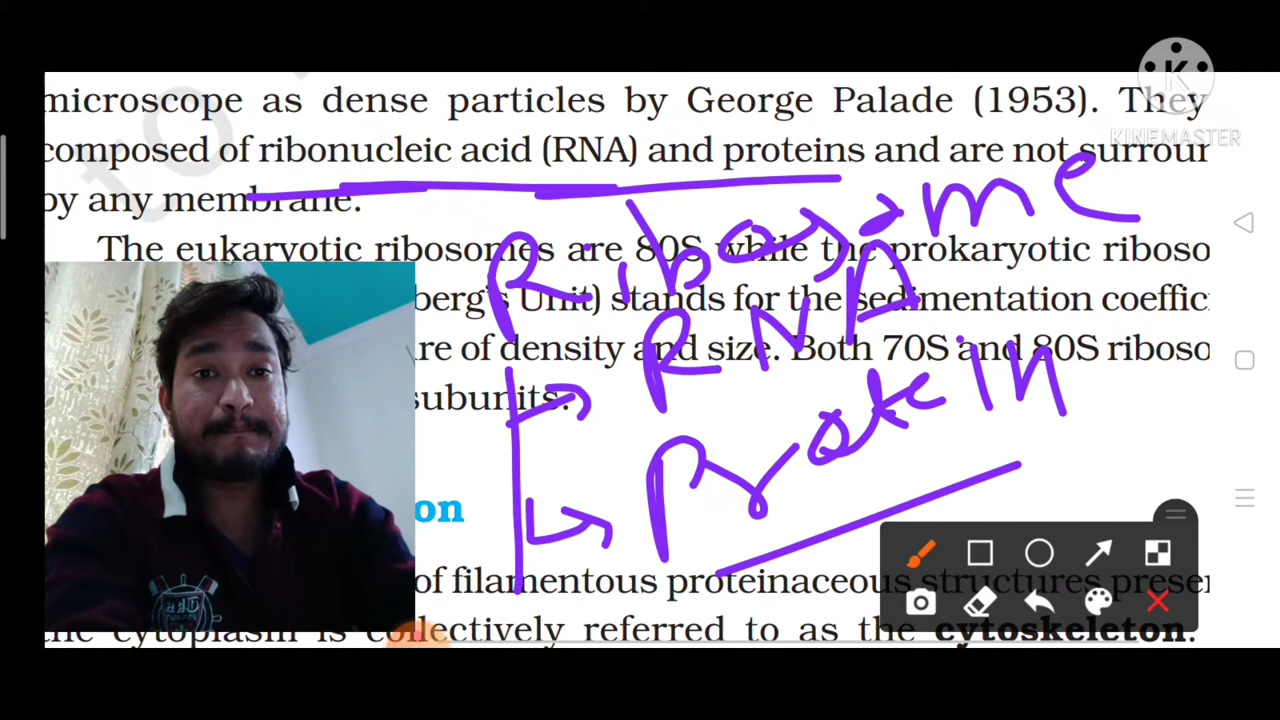 microscope as dense particles by George Palade (1953). They
KINEMASTER
composed of ribonucleic acid (RNA) and proteins and are not surroun
by any membrane.
Ribosome
The eukaryotic ribosomes are 80S while the prokaryotic riboso
berg's Unit) stands for the sedimentation coeffici
RNA
re of density and size. Both 70S and 80S riboso
subunits.
Protein
on
of filamentous proteinaceous structures present
the cytoplasm is collectively referred to as the cytoskeleton.